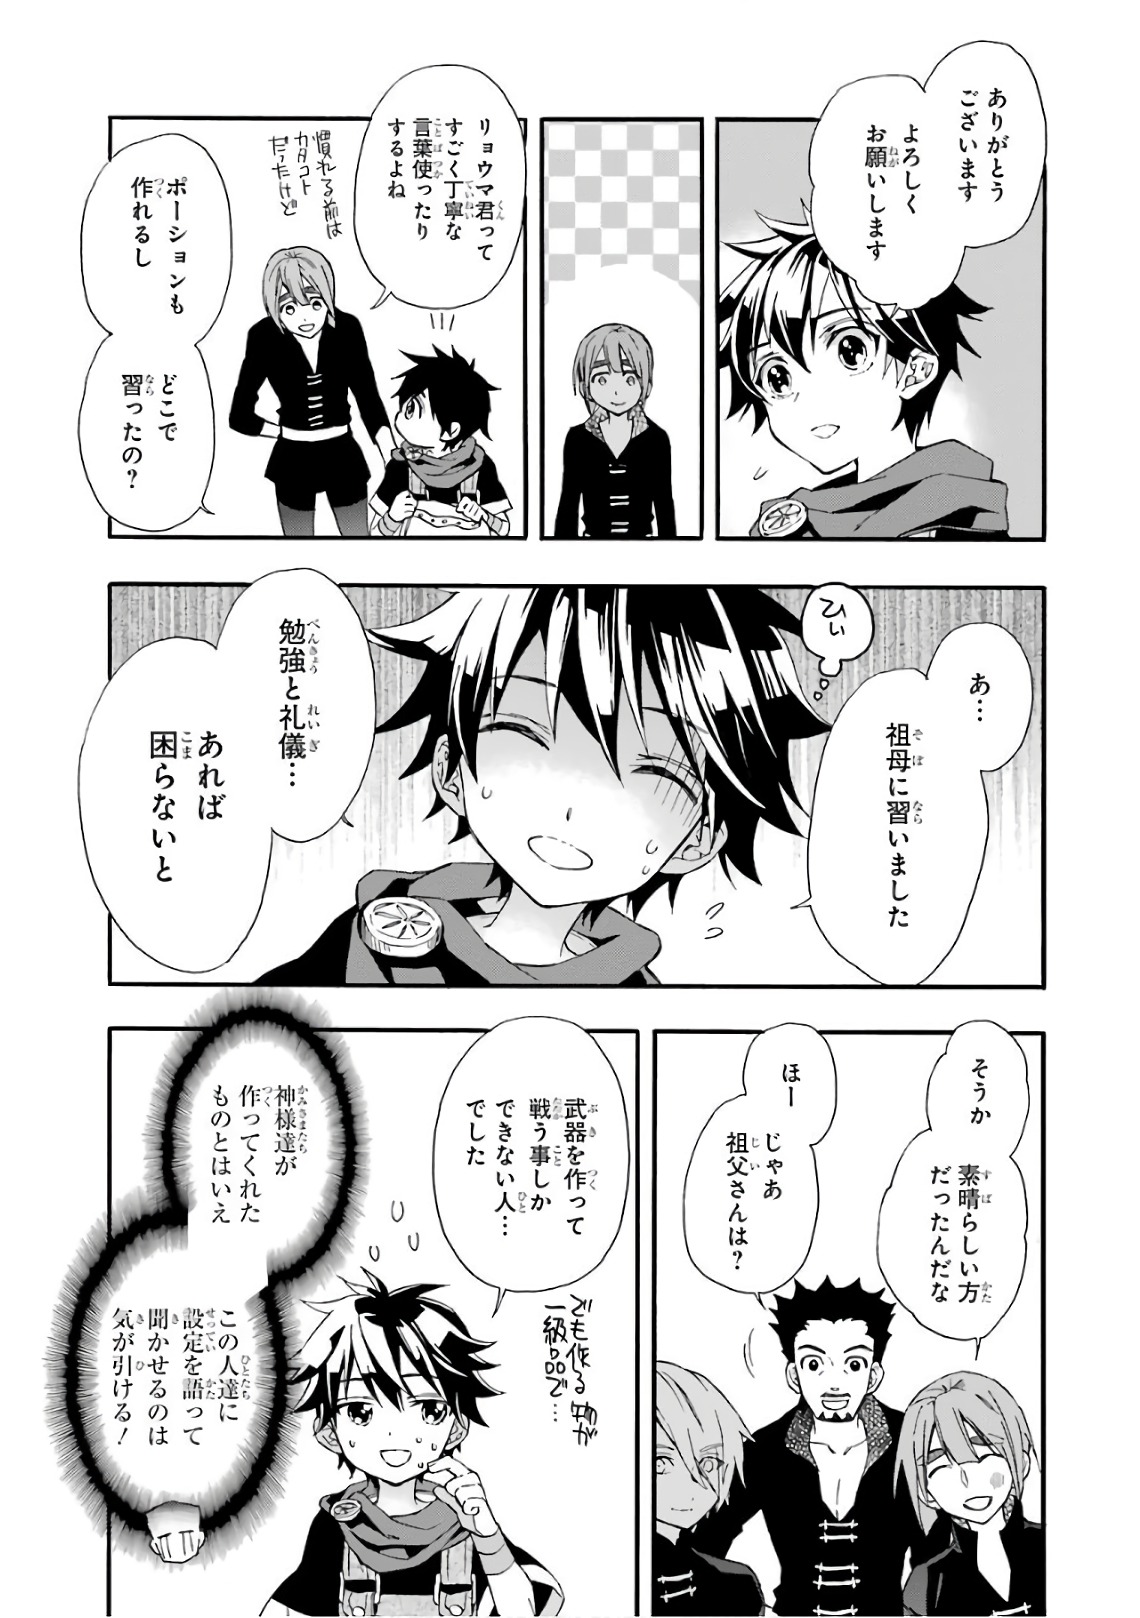 ありがとう
ございます
よろしく
お願いします
リョウマ君って
すごく丁寧な
言葉使ったり
するよね
慣れる前は
カタコト
だったけど
ポーションも
作れるし
どこで
習ったの?
あ…
祖母に習いました
ひぃ
勉強と礼儀…
あれば
困らないと
そうか
素晴らしい方
だったんだな
ほー
じゃあ
祖父さんは?
武器を作って
戦う事しか
できない人…
でした
でも作る物が
一級品で…
神様達が
作ってくれた
ものとはいえ
この人達に
設定を語って
聞かせるのは
気が引ける!